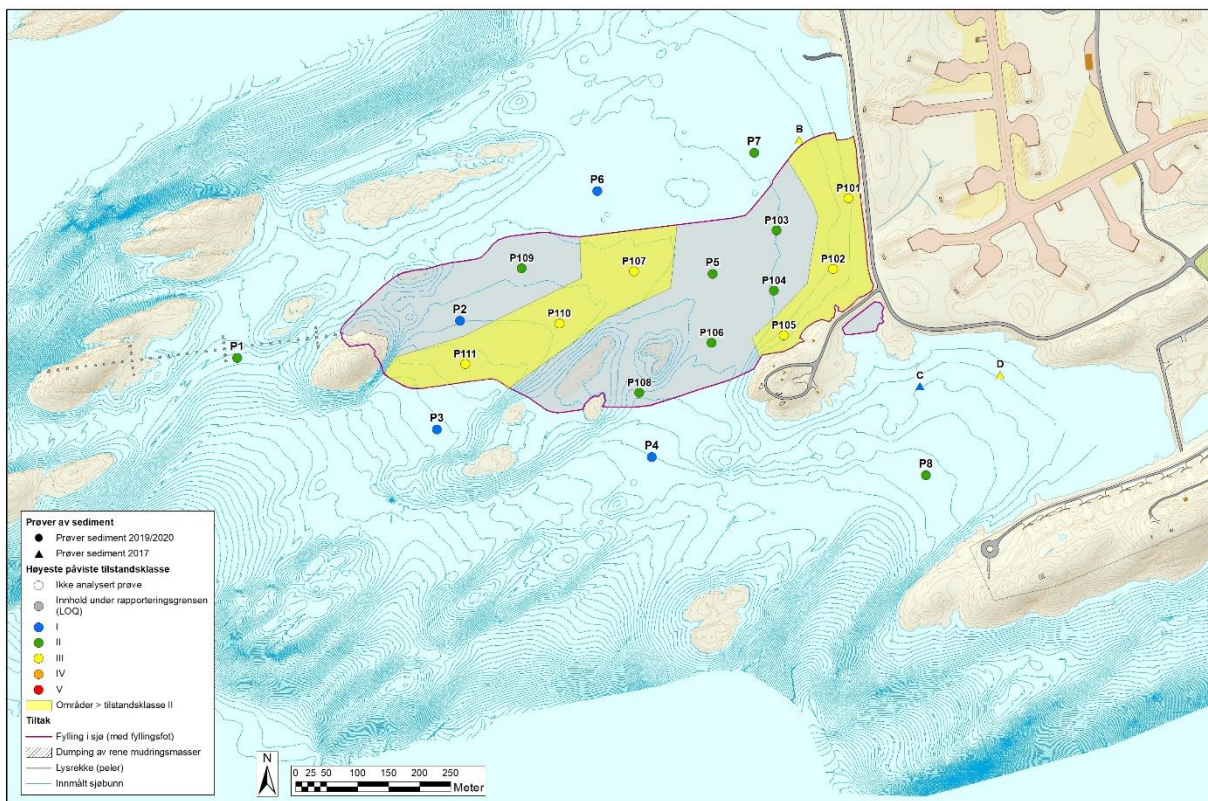 B
P7
P6
P101
P103
P109
P107
P5
P102
P104
P2
P110
P105
P106
P1
P111
C
D
P108
P3
P4
P8
Prøver av sediment
Prøver sediment 2019/2020
Prøver sediment 2017
Høyeste påviste tilstandsklasse
Ikke analysert prøve
Innhold under rapporteringsgrensen
(LOQ)
I
II
III
IV
V
Områder > tilstandsklasse II
Tiltak
Fylling i sjø (med fyllingsfot)
Dumping av rene mudringsmasser
Lysrekke (peler)
Innmålt sjøbunn
N
0 25 50 100 150 200 250
Meter